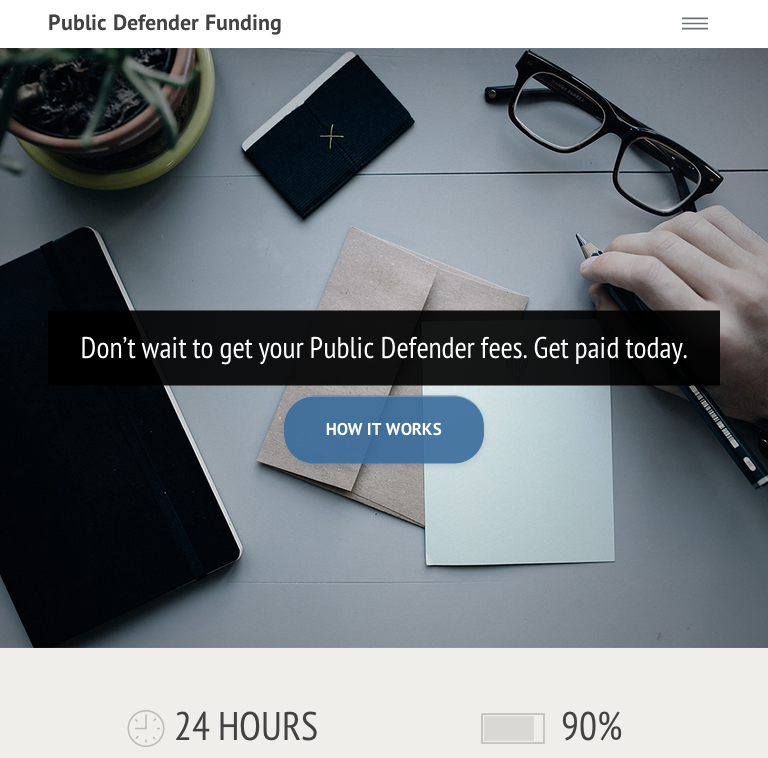 Public Defender Funding
Don't wait to get your Public Defender fees. Get paid today.
HOW IT WORKS
24 HOURS
90%